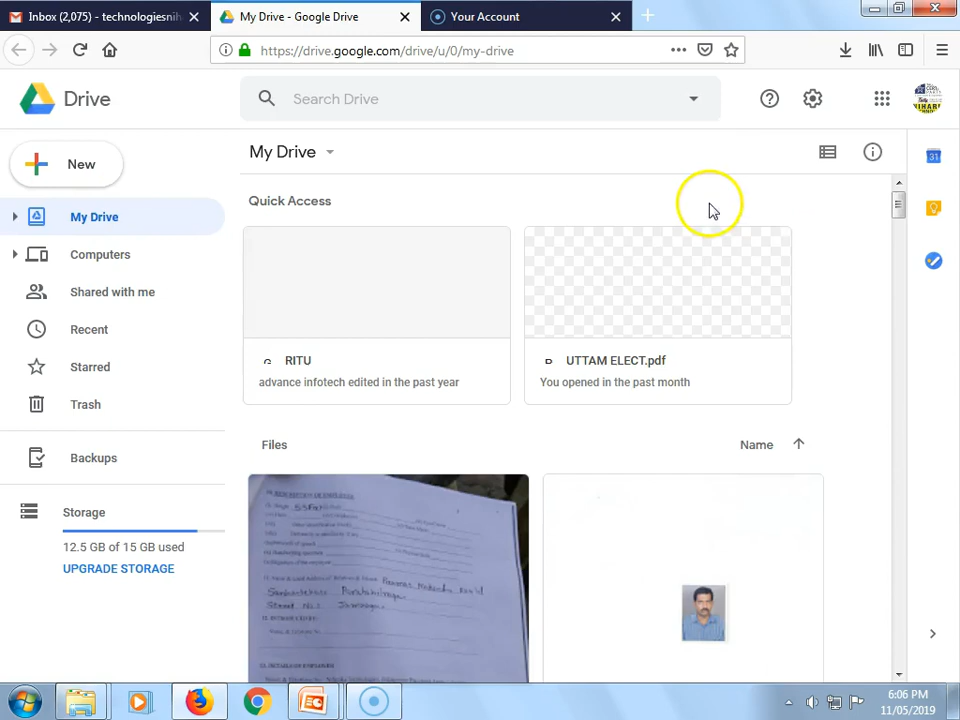 Inbox (2,075) - technologiesnih
My Drive - Google Drive
Your Account
https://drive.google.com/drive/u/0/my-drive
Drive
Search Drive
New
My Drive
Computers
Shared with me
Recent
Starred
Trash
Backups
Storage
12.5 GB of 15 GB used
UPGRADE STORAGE
My Drive
31
Quick Access
RITU
advance infotech edited in the past year
UTTAM ELECT.pdf
You opened in the past month
Files
Name
6:06 PM
11/05/2019